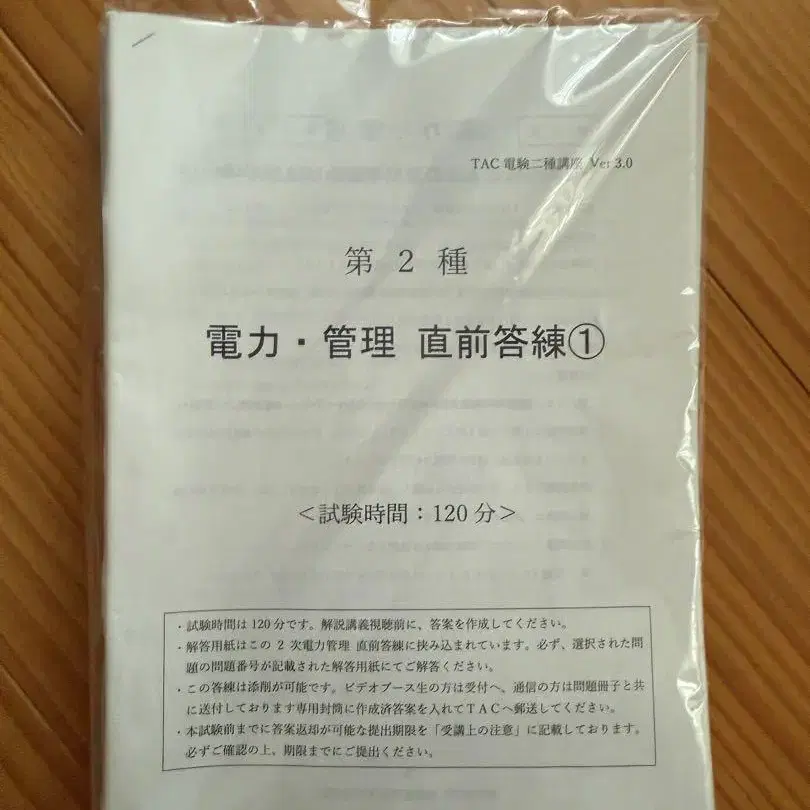 TAC 電験二種講座 Ver 3.0
第 2 種
電力・管理 直前答練①
＜試験時間：120 分＞
・試験時間は 120 分です。解説講義視聴前に、答案を作成してください。
・解答用紙はこの 2 次電力管理 直前答練に挟み込まれています。必ず、選択された問
題の問題番号が記載された解答用紙にてご解答ください。
・この答練は添削が可能です。ビデオブース生の方は受付へ、通信の方は問題冊子と共
に送付しております専用封筒に作成済答案を入れてＴＡＣへ郵送してください。
・本試験前までに答案返却が可能な提出期限を「受講上の注意」に記載しております。
必ずご確認の上、期限までにご提出ください。